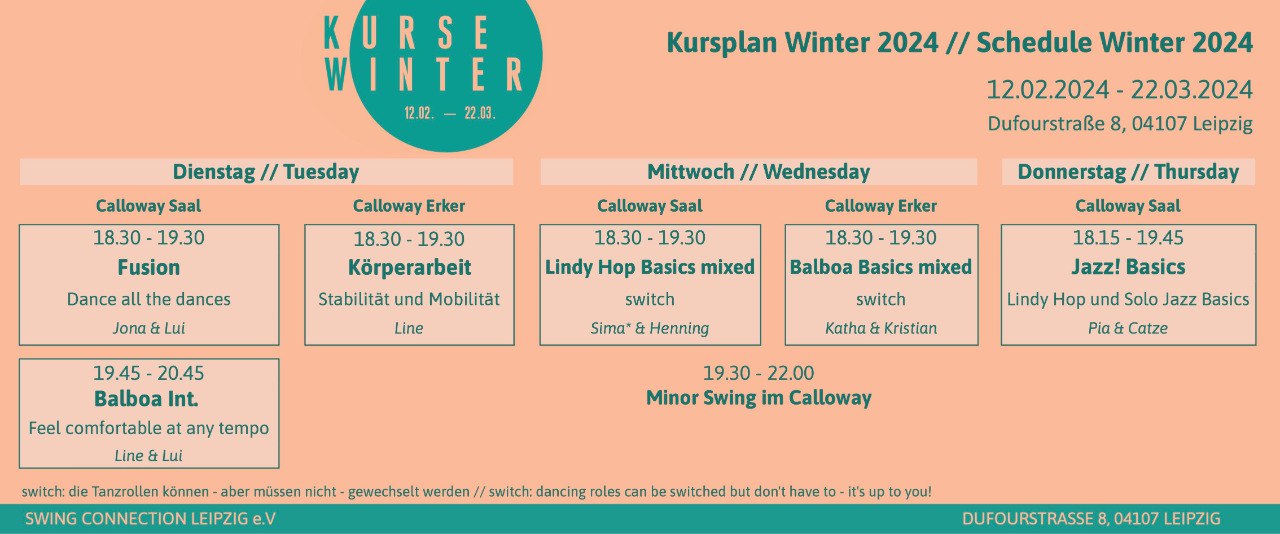 KURSE
WINTER
12.02. — 22.03.
Kursplan Winter 2024 // Schedule Winter 2024
12.02.2024 - 22.03.2024
Dufourstraße 8, 04107 Leipzig
Dienstag // Tuesday
Calloway Saal
18.30 - 19.30
Fusion
Dance all the dances
Jona & Lui
19.45 - 20.45
Balboa Int.
Feel comfortable at any tempo
Line & Lui
Calloway Erker
18.30 - 19.30
Körperarbeit
Stabilität und Mobilität
Line
Mittwoch // Wednesday
Calloway Saal
18.30 - 19.30
Lindy Hop Basics mixed
switch
Sima* & Henning
Calloway Erker
18.30 - 19.30
Balboa Basics mixed
switch
Katha & Kristian
19.30 - 22.00
Minor Swing im Calloway
Donnerstag // Thursday
Calloway Saal
18.15 - 19.45
Jazz! Basics
Lindy Hop und Solo Jazz Basics
Pia & Catze
switch: die Tanzrollen können - aber müssen nicht - gewechselt werden // switch: dancing roles can be switched but don't have to - it's up to you!
SWING CONNECTION LEIPZIG e.V
DUFOURSTRASSE 8, 04107 LEIPZIG